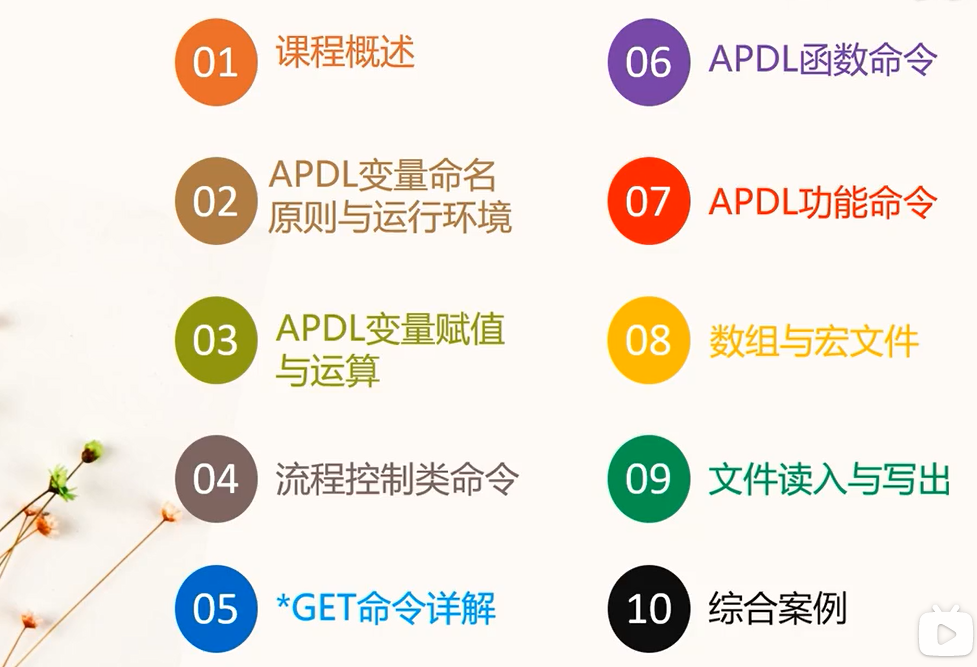 01
课程概述
02
APDL变量命名
原则与运行环境
03
APDL变量赋值
与运算
04
流程控制类命令
05
*GET命令详解
06
APDL函数命令
07
APDL功能命令
08
数组与宏文件
09
文件读入与写出
10
综合案例